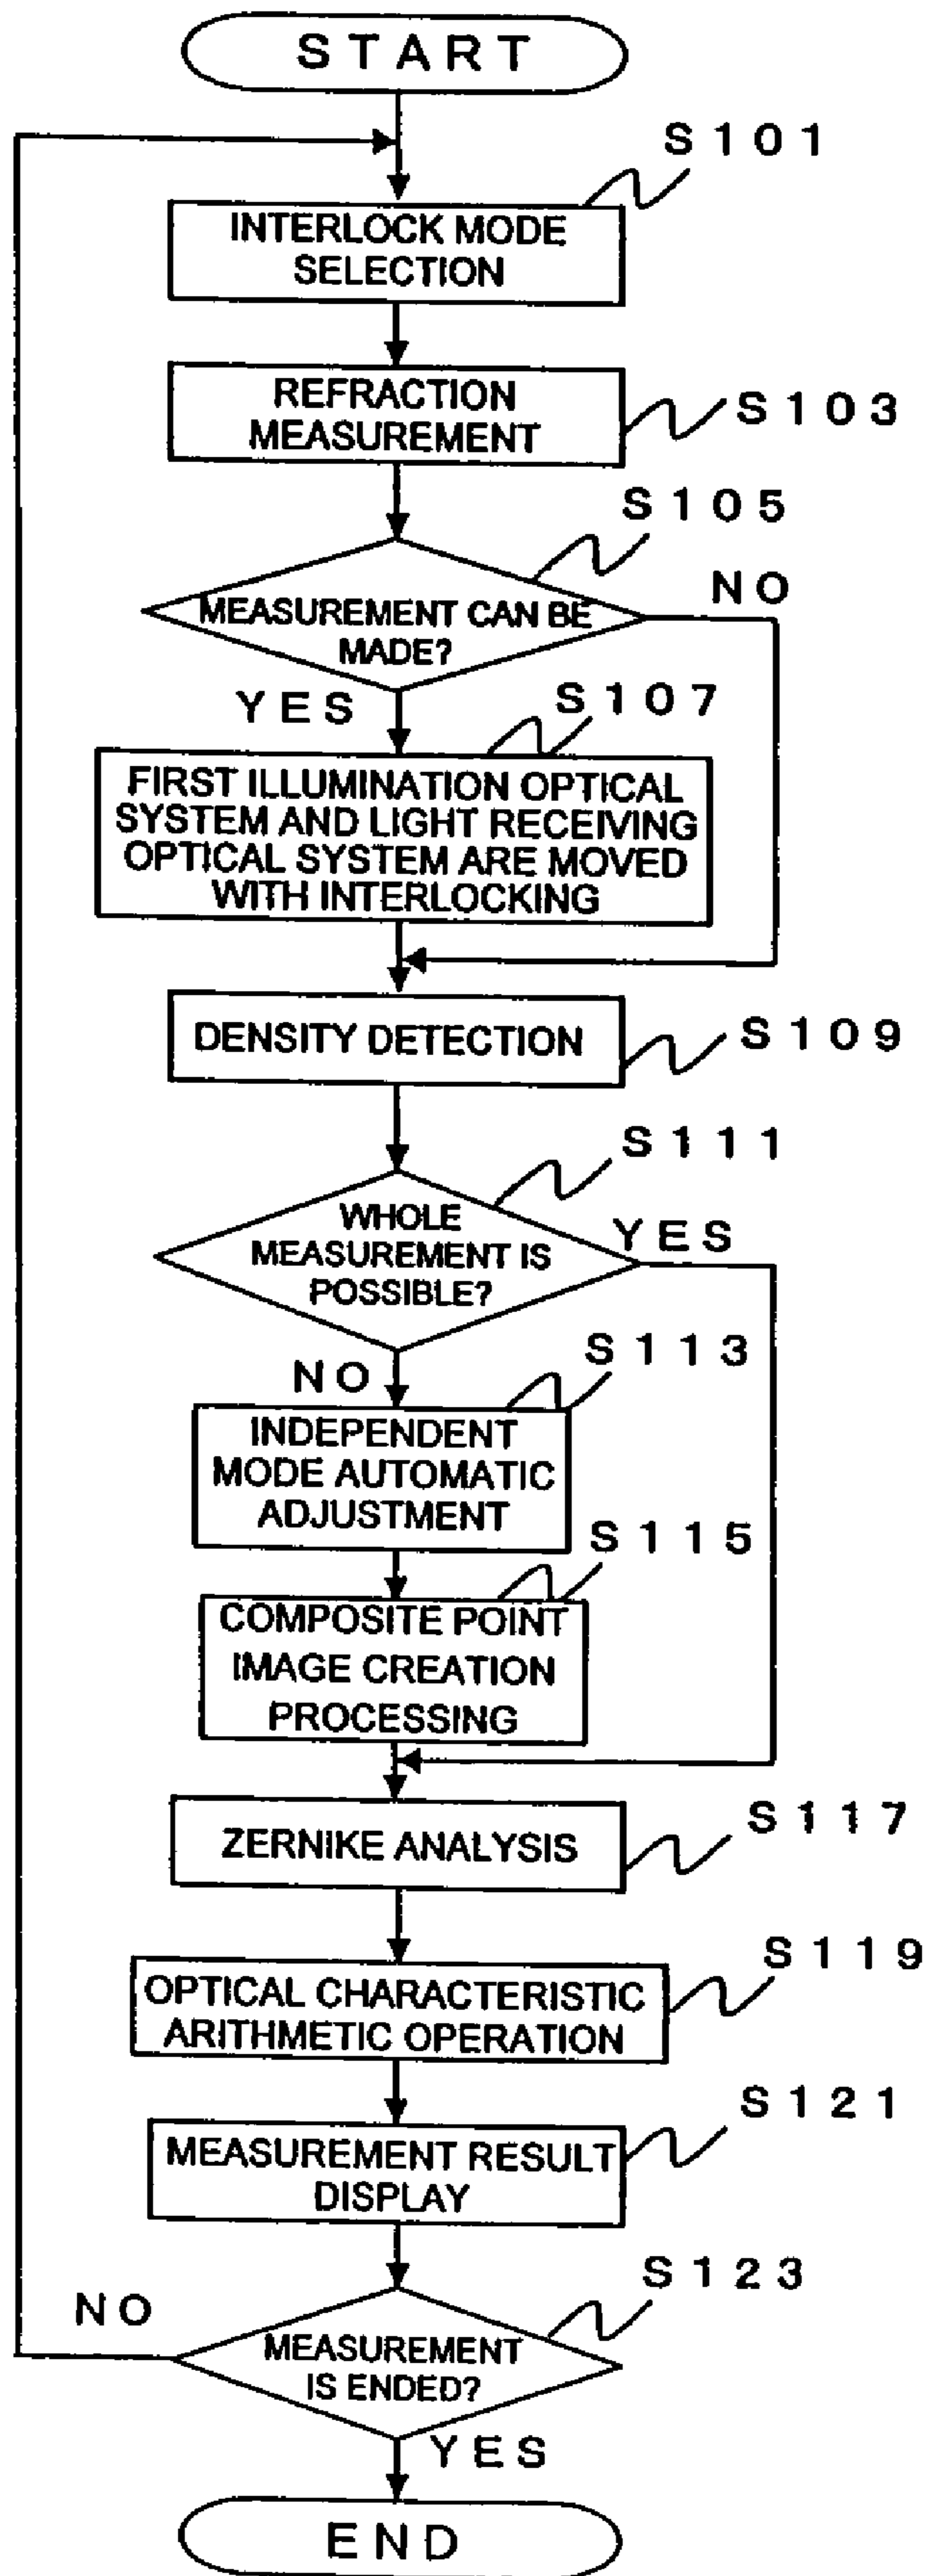 START
S101
INTERLOCK MODE
SELECTION
REFRACTION
MEASUREMENT
S103
S105
MEASUREMENT CAN BE
MADE?
NO
YES
S107
FIRST ILLUMINATION OPTICAL
SYSTEM AND LIGHT RECEIVING
OPTICAL SYSTEM ARE MOVED
WITH INTERLOCKING
DENSITY DETECTION
S109
S111
WHOLE
MEASUREMENT IS
POSSIBLE?
YES
NO
S113
INDEPENDENT
MODE AUTOMATIC
ADJUSTMENT
S115
COMPOSITE POINT
IMAGE CREATION
PROCESSING
ZERNIKE ANALYSIS
S117
S119
OPTICAL CHARACTERISTIC
ARITHMETIC OPERATION
S121
MEASUREMENT RESULT
DISPLAY
S123
NO
MEASUREMENT
IS ENDED?
YES
END